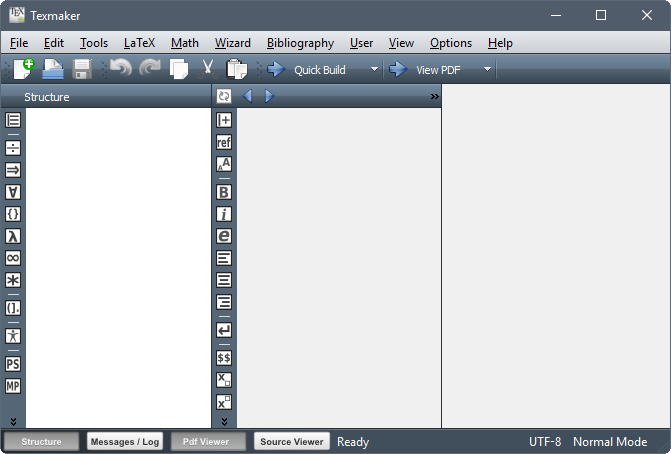 Texmaker
File Edit Tools LaTeX Math Wizard Bibliography User View Options Help
Quick Build View PDF
Structure
ref
AA
B
i
e
$$
x
x
÷
⇒
∀
{}
λ
∞
*
(].
PS
MP
Structure Messages / Log Pdf Viewer Source Viewer Ready UTF-8 Normal Mode